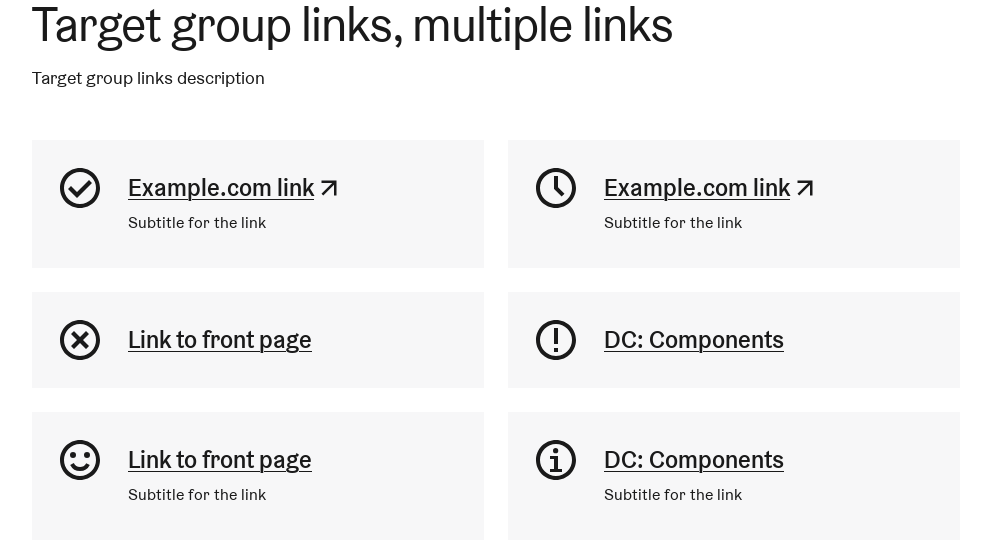 Target group links, multiple links
Target group links description
Example.com link
Subtitle for the link
Example.com link
Subtitle for the link
Link to front page
DC: Components
Link to front page
Subtitle for the link
DC: Components
Subtitle for the link